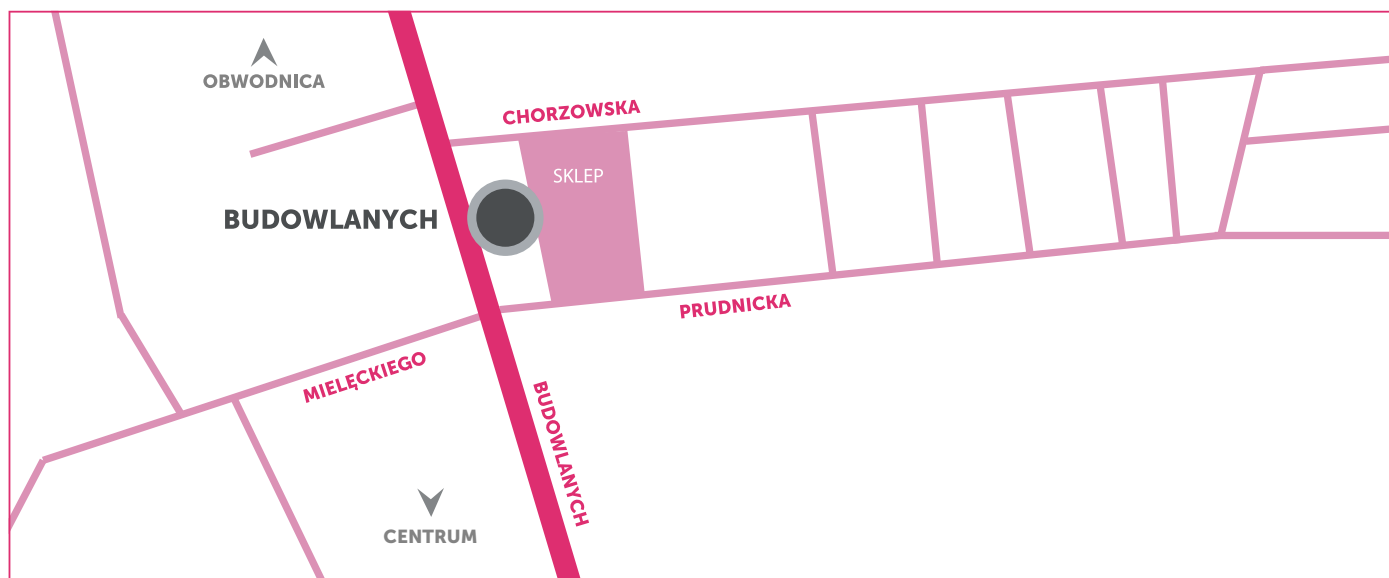 OBWODNICA
CHORZOWSKA
SKLEP
BUDOWLANYCH
PRUDNICKA
MIELĘCKIEGO
BUDOWLANYCH
CENTRUM